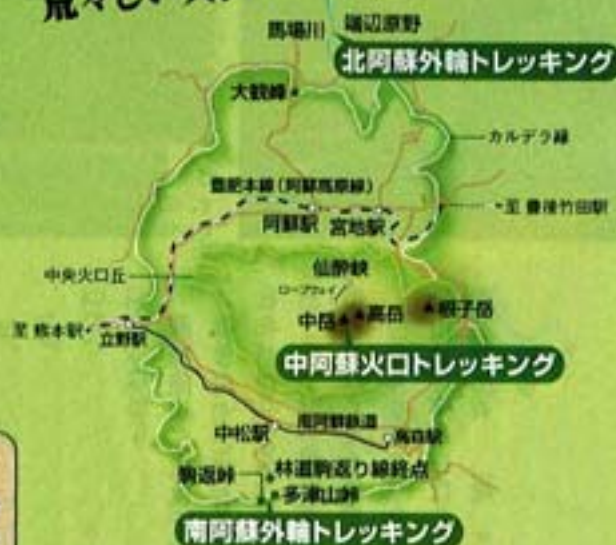 荒々しい
馬場川
端辺原野
北阿蘇外輪トレッキング
大観峰
カルデラ縁
豊肥本線(阿蘇高原線)
至 豊後竹田駅
阿蘇駅
宮地駅
仙酔峡
中央火口丘
ロープウェイ
中岳
高岳
根子岳
至 熊本駅
立野駅
中阿蘇火口トレッキング
南阿蘇鉄道
中松駅
高森駅
駒返峠
林道駒返り線終点
多津山峠
南阿蘇外輪トレッキング